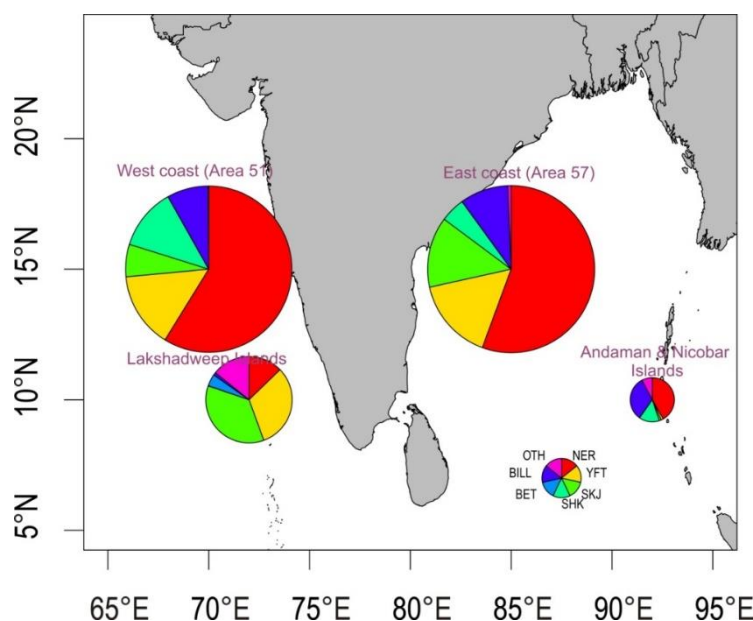 20°N
15°N
10°N
5°N
West coast (Area 51)
East coast (Area 57)
Lakshadweep Islands
Andaman & Nicobar
Islands
OTH
NER
BILL
YFT
BET
SKJ
SHK
65°E
70°E
75°E
80°E
85°E
90°E
95°E